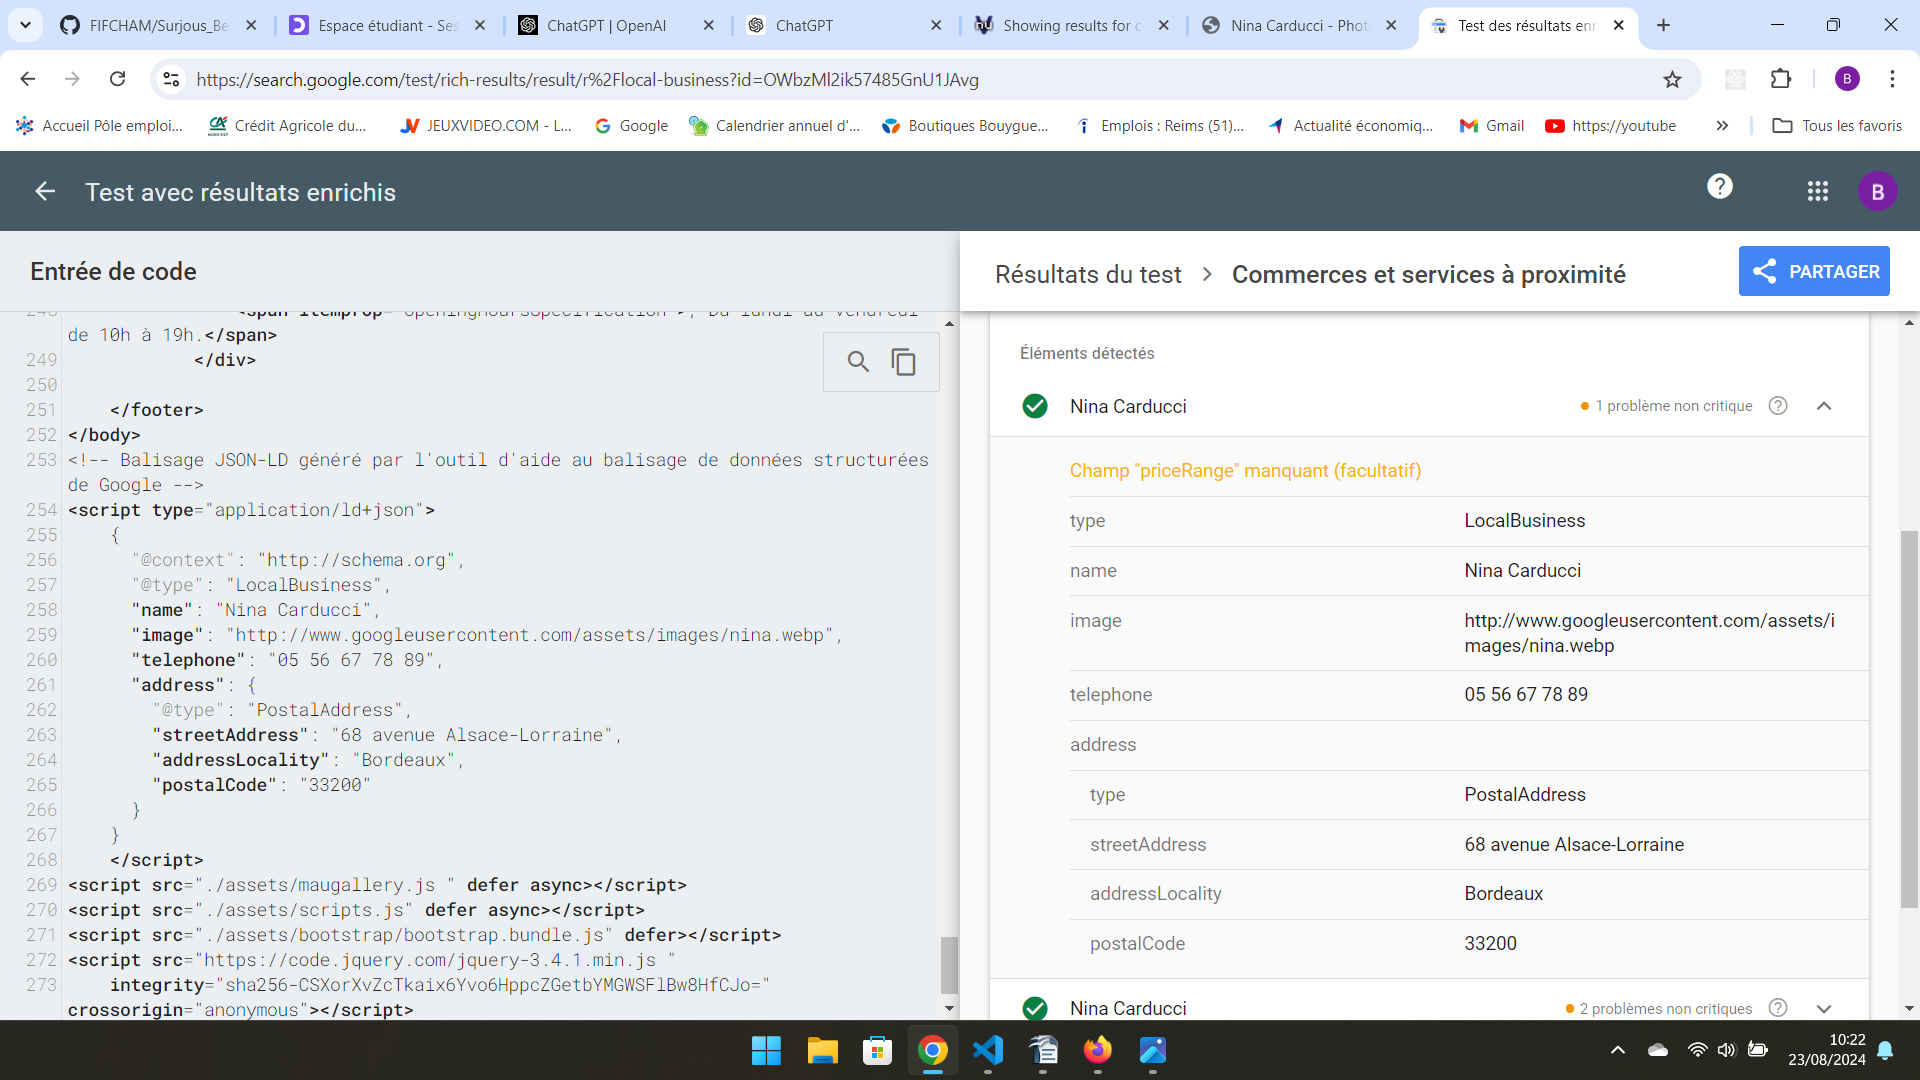 FIFCHAM/Surjous_Be
Espace étudiant - Ses
ChatGPT | OpenAI
ChatGPT
Showing results for c
Nina Carducci - Phot
Test des résultats enr
https://search.google.com/test/rich-results/result/r%2Flocal-business?id=OWbzMl2ik57485GnU1JAvg
B
Accueil Pôle emploi...
Crédit Agricole du...
JEUXVIDEO.COM - L...
Google
Calendrier annuel d'...
Boutiques Bouygue...
Emplois : Reims (51)...
Actualité économiq...
Gmail
https://youtube
Tous les favoris
Test avec résultats enrichis
B
Entrée de code
Résultats du test > Commerces et services à proximité
PARTAGER
248 <span itemprop="openingHoursSpecification">, Du lundi au vendredi
de 10h à 19h.</span>
249 </div>
250
251 </footer>
252 </body>
253 <!-- Balisage JSON-LD généré par l'outil d'aide au balisage de données structurées
de Google -->
254 <script type="application/ld+json">
255 {
256 "@context": "http://schema.org",
257 "@type": "LocalBusiness",
258 "name": "Nina Carducci",
259 "image": "http://www.googleusercontent.com/assets/images/nina.webp",
260 "telephone": "05 56 67 78 89",
261 "address": {
262 "@type": "PostalAddress",
263 "streetAddress": "68 avenue Alsace-Lorraine",
264 "addressLocality": "Bordeaux",
265 "postalCode": "33200"
266 }
267 }
268 </script>
269 <script src="./assets/maugallery.js " defer async></script>
270 <script src="./assets/scripts.js" defer async></script>
271 <script src="./assets/bootstrap/bootstrap.bundle.js" defer></script>
272 <script src="https://code.jquery.com/jquery-3.4.1.min.js "
273 integrity="sha256-CSXorXvZcTkaix6Yvo6HppcZGetbYMGWSFlBw8HfCJo="
crossorigin="anonymous"></script>
Éléments détectés
Nina Carducci
1 problème non critique
Champ "priceRange" manquant (facultatif)
type LocalBusiness
name Nina Carducci
image http://www.googleusercontent.com/assets/i
mages/nina.webp
telephone 05 56 67 78 89
address
type PostalAddress
streetAddress 68 avenue Alsace-Lorraine
addressLocality Bordeaux
postalCode 33200
Nina Carducci
2 problèmes non critiques
10:22
23/08/2024